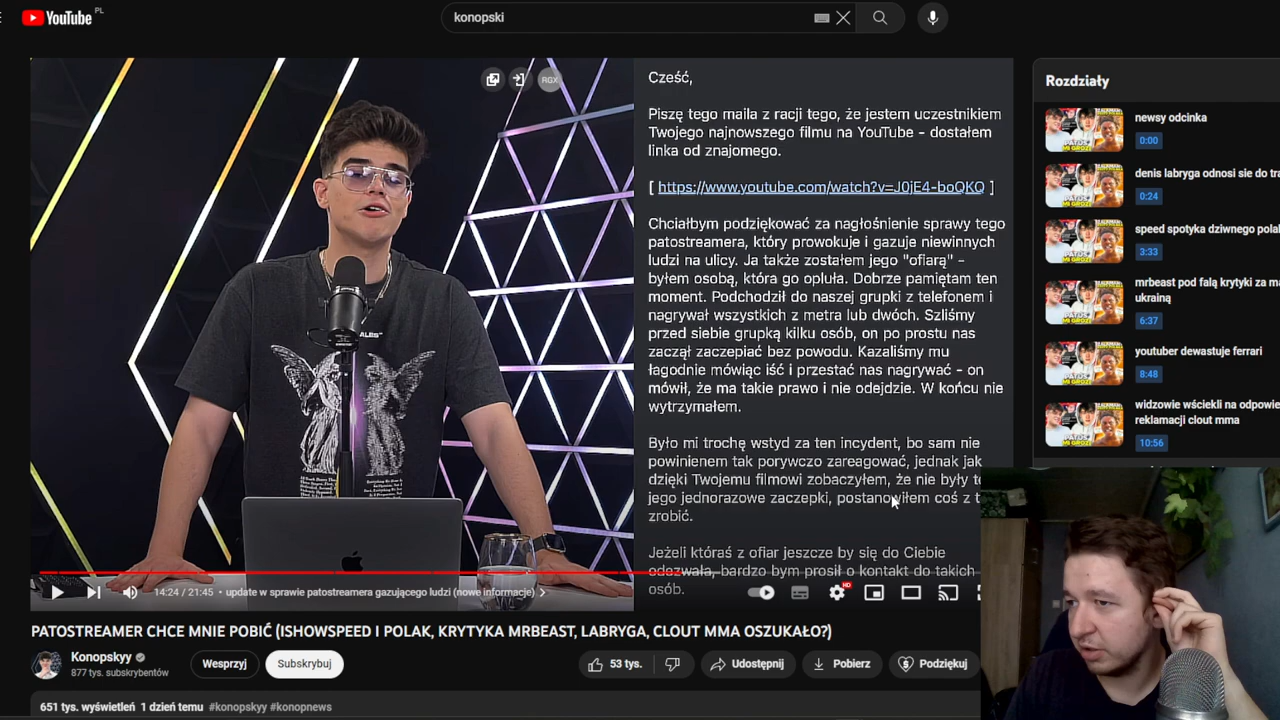 YouTube PL
konopski
RGX
Cześć,
Piszę tego maila z racji tego, że jestem uczestnikiem
Twojego najnowszego filmu na YouTube - dostałem
linka od znajomego.
[ https://www.youtube.com/watch?v=J0jE4-boQKQ ]
Chciałbym podziękować za nagłośnienie sprawy tego
patostreamera, który prowokuje i gazuje niewinnych
ludzi na ulicy. Ja także zostałem jego "ofiarą" -
byłem osobą, która go opluła. Dobrze pamiętam ten
moment. Podchodził do naszej grupki z telefonem i
nagrywał wszystkich z metra lub dwóch. Szliśmy
przed siebie grupką kilku osób, on po prostu nas
zaczął zaczepiać bez powodu. Kazaliśmy mu
łagodnie mówiąc iść i przestać nas nagrywać - on
mówił, że ma takie prawo i nie odejdzie. W końcu nie
wytrzymałem.
Było mi trochę wstyd za ten incydent, bo sam nie
powinienem tak porywczo zareagować, jednak jak
dzięki Twojemu filmowi zobaczyłem, że nie były t
jego jednorazowe zaczepki, postanowiłem coś z t
zrobić.
Jeżeli któraś z ofiar jeszcze by się do Ciebie
odezwała, bardzo bym prosił o kontakt do takich
osób.
14:24 / 21:45 • update w sprawie patostreamera gazującego ludzi (nowe informacje)
HD
PATOSTREAMER CHCE MNIE POBIĆ (ISHOWSPEED I POLAK, KRYTYKA MRBEAST, LABRYGA, CLOUT MMA OSZUKAŁO?)
Konopskyy
877 tys. subskrybentów
Wesprzyj
Subskrybuj
53 tys.
Udostępnij
Pobierz
Podziękuj
651 tys. wyświetleń 1 dzień temu #konopskyy #konopnews
Rozdziały
newsy odcinka
0:00
denis labryga odnosi sie do tra
0:24
speed spotyka dziwnego pola
3:33
mrbeast pod falą krytyki za m
ukrainą
6:37
youtuber dewastuje ferrari
8:48
widzowie wściekli na odpowie
reklamacji clout mma
10:56